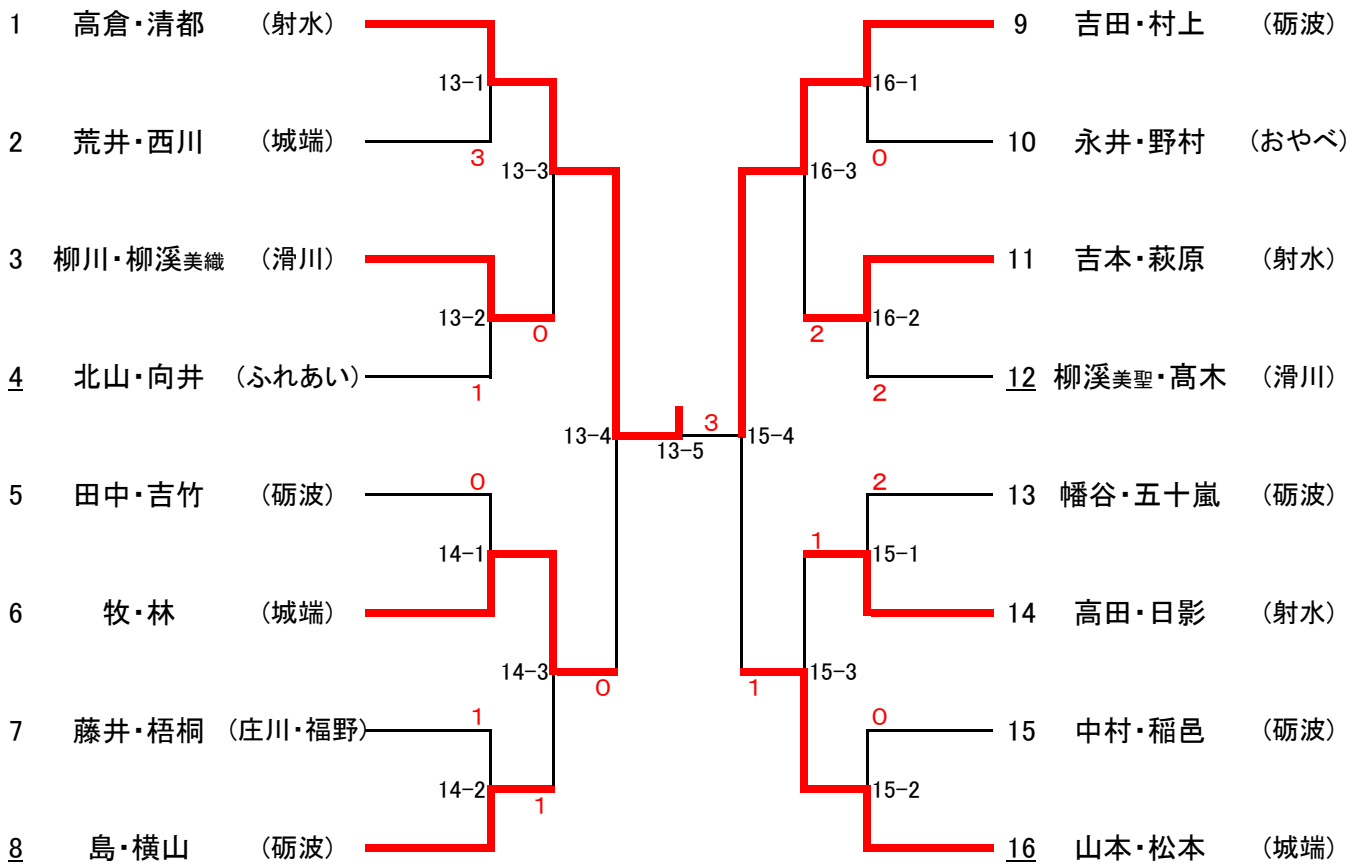 1 高倉・清都 (射水)
13-1
2 荒井・西川 (城端)
3
13-3
3 柳川・柳溪美織 (滑川)
13-2
0
4 北山・向井 (ふれあい)
1
13-4
5 田中・吉竹 (砺波)
0
14-1
6 牧・林 (城端)
14-3
0
7 藤井・梧桐 (庄川・福野)
1
14-2
1
8 島・横山 (砺波)
13-5
3
9 吉田・村上 (砺波)
16-1
10 永井・野村 (おやべ)
0
16-3
11 吉本・萩原 (射水)
16-2
2
12 柳溪美聖・髙木 (滑川)
2
15-4
13 幡谷・五十嵐 (砺波)
2
1
15-1
14 高田・日影 (射水)
15-3
1
15 中村・稲邑 (砺波)
0
15-2
16 山本・松本 (城端)